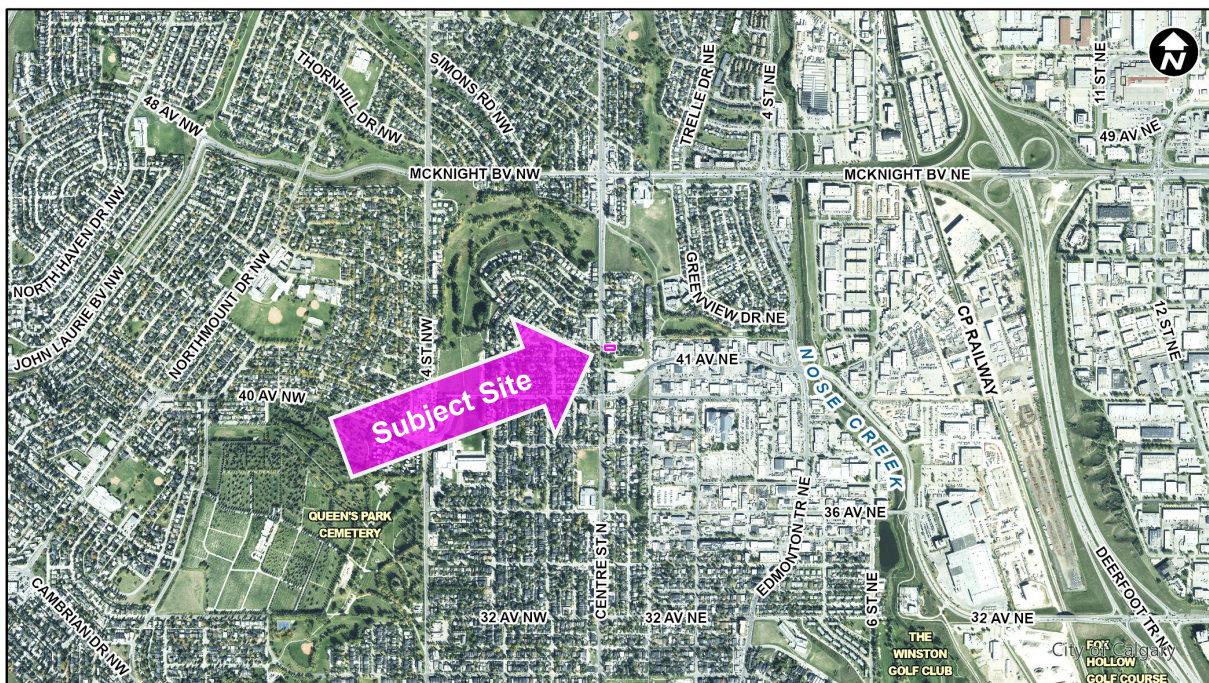 N
11 ST NE
SIMONS RD NW
THORNHILL DR NW
TRELLE DR NE
4 ST NE
48 AV NW
49 AV NE
MCKNIGHT BV NW
MCKNIGHT BV NE
NORTH HAVEN DR NW
JOHN LAURIE BV NW
NORTHMOUNT DR NW
GREENVIEW DR NE
CP RAILWAY
12 ST NE
4 ST NW
41 AV NE
NOSE CREEK
Subject Site
40 AV NW
QUEEN'S PARK
CEMETERY
36 AV NE
EDMONTON TR NE
CENTRE ST N
DEERFOOT TR NE
CAMBRIAN DR NW
32 AV NW
32 AV NE
6 ST NE
32 AV NE
THE
WINSTON
GOLF CLUB
City of Calgary
FOX
HOLLOW
GOLF COURSE